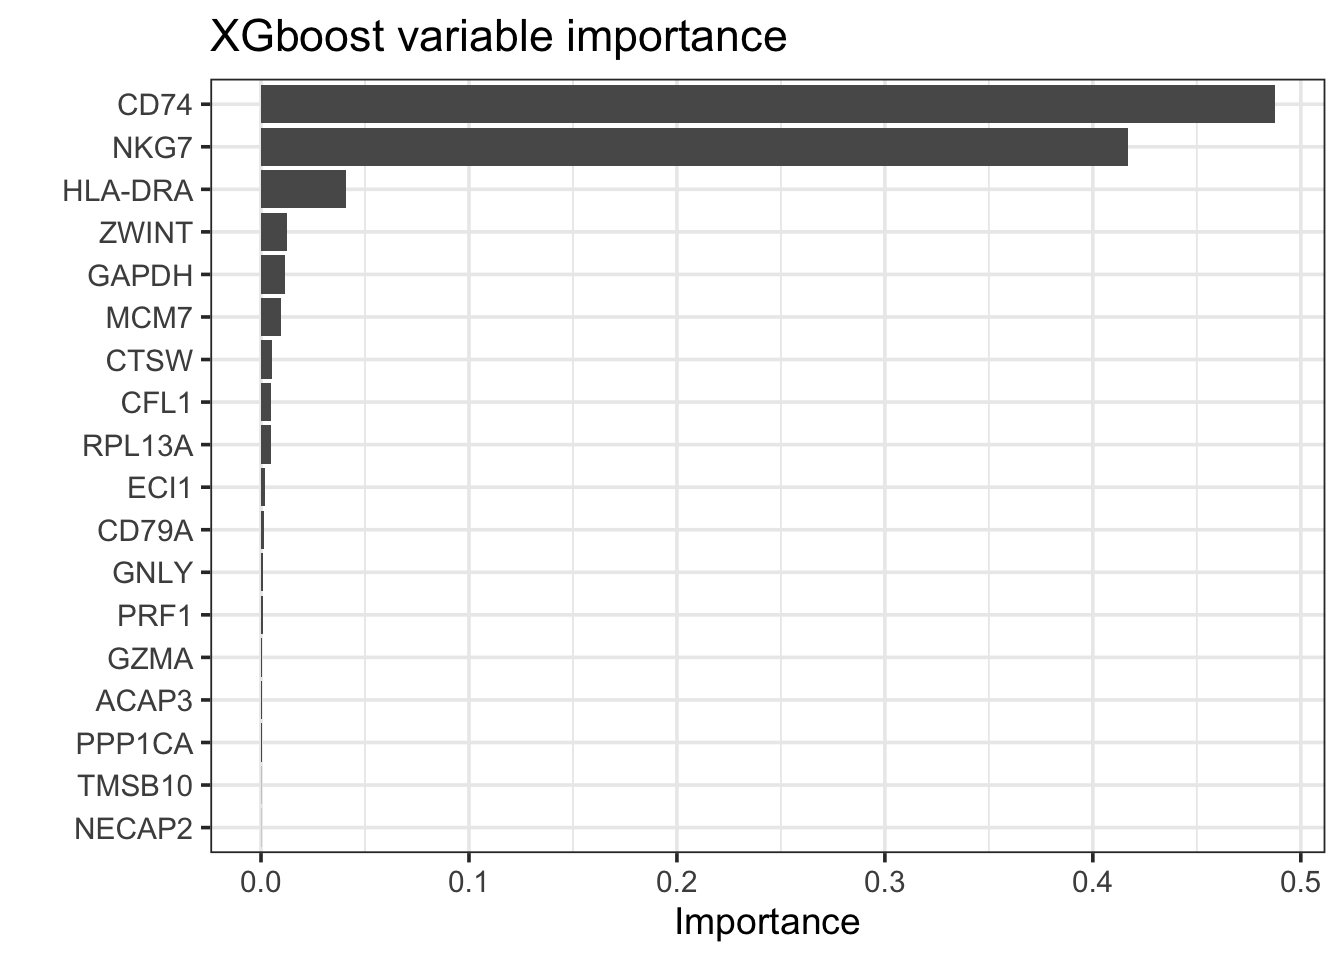 XGboost variable importance
CD74
NKG7
HLA-DRA
ZWINT
GAPDH
MCM7
CTSW
CFL1
RPL13A
ECI1
CD79A
GNLY
PRF1
GZMA
ACAP3
PPP1CA
TMSB10
NECAP2
0.0 0.1 0.2 0.3 0.4 0.5
Importance